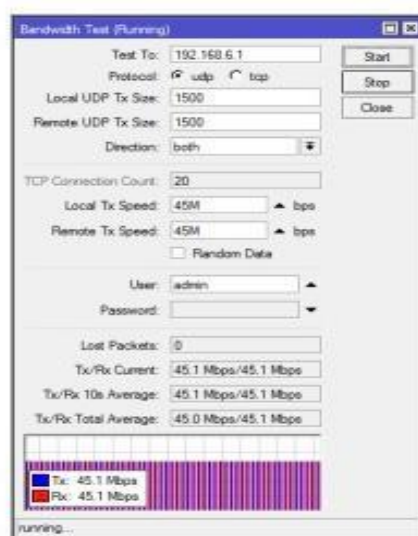 Bandwidth Test (Running)
Test To: 192.168.6.1
Start
Protocol: udp tcp
Stop
Local UDP Tx Size: 1500
Close
Remote UDP Tx Size: 1500
Direction: both
TCP Connection Count: 20
Local Tx Speed: 45M bps
Remote Tx Speed: 45M bps
Random Data
User: admin
Password:
Lost Packets: 0
Tx/Rx Current: 45.1 Mbps/45.1 Mbps
Tx/Rx 10s Average: 45.1 Mbps/45.1 Mbps
Tx/Rx Total Average: 45.0 Mbps/45.1 Mbps
Tx: 45.1 Mbps
Rx: 45.1 Mbps
running...